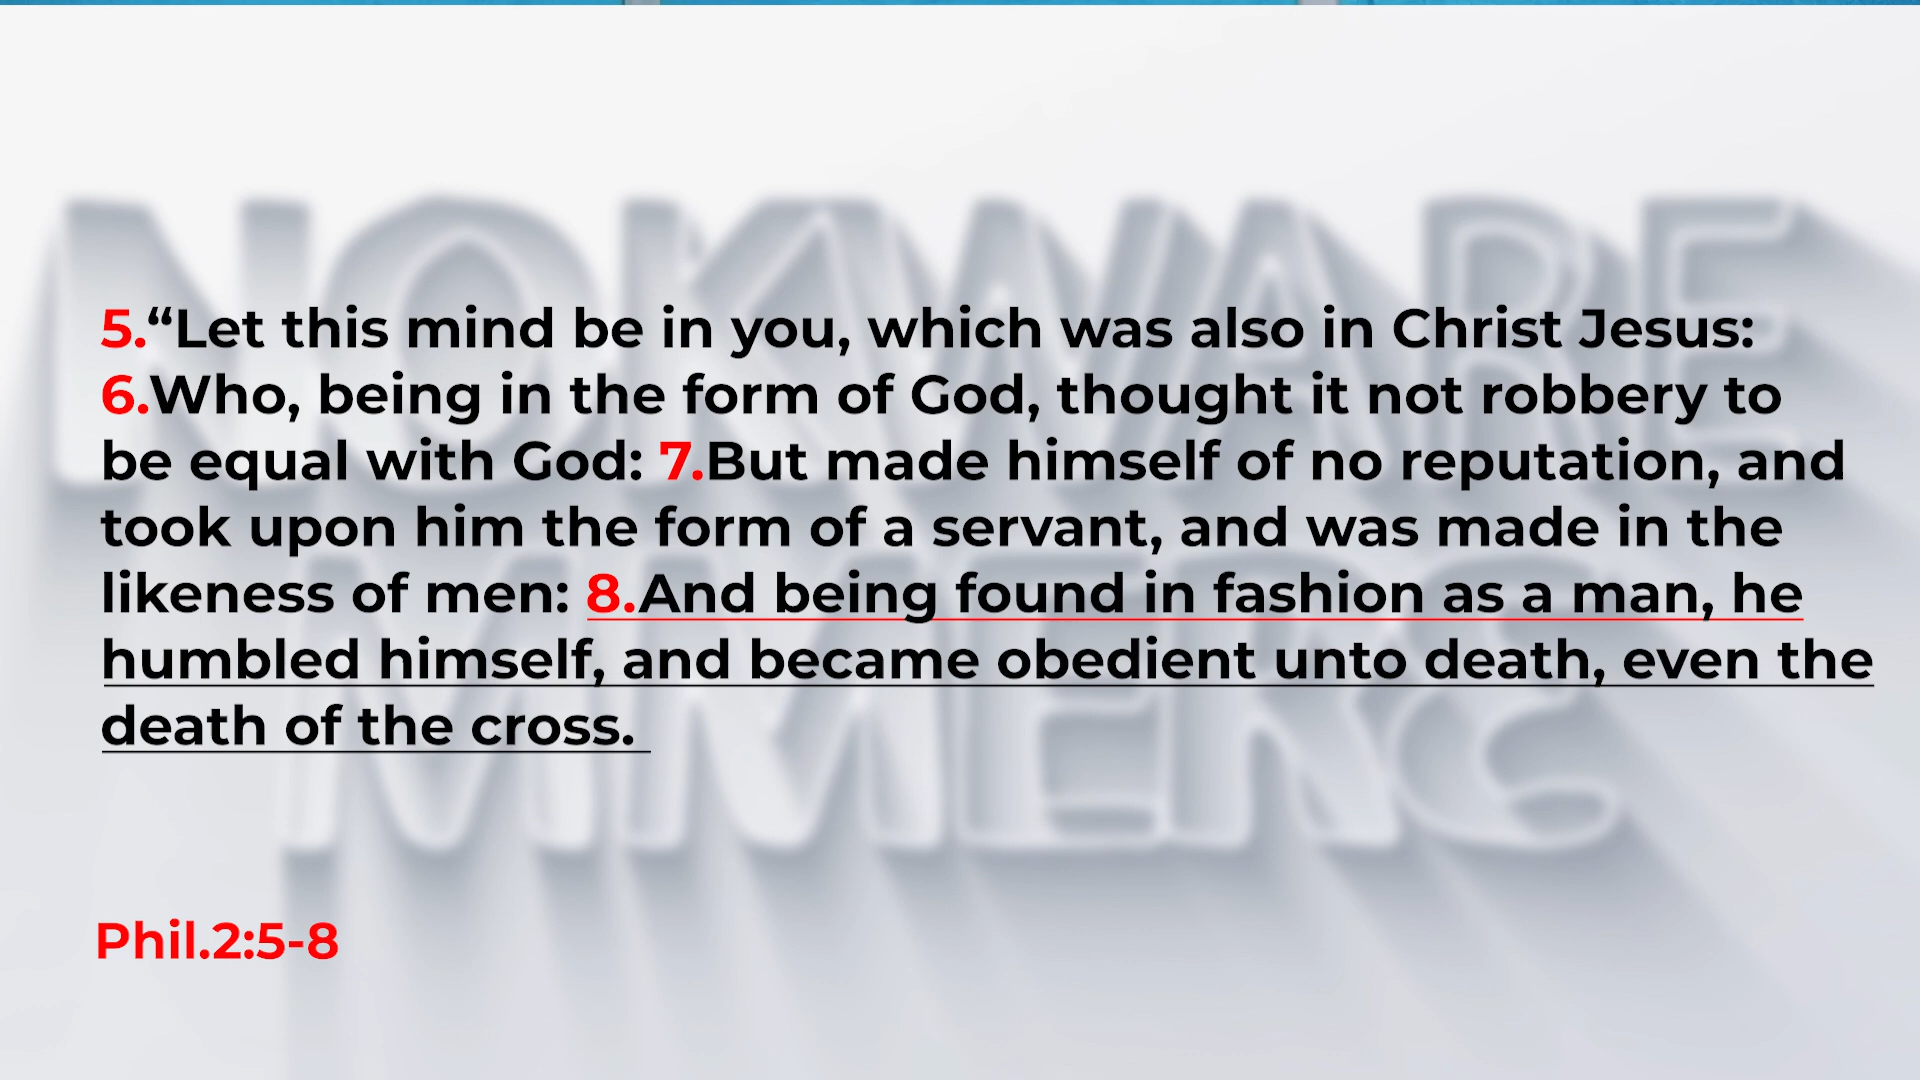 NOKWARE
MMERƐ
5.“Let this mind be in you, which was also in Christ Jesus:
6.Who, being in the form of God, thought it not robbery to
be equal with God: 7.But made himself of no reputation, and
took upon him the form of a servant, and was made in the
likeness of men: 8.And being found in fashion as a man, he
humbled himself, and became obedient unto death, even the
death of the cross.
Phil.2:5-8